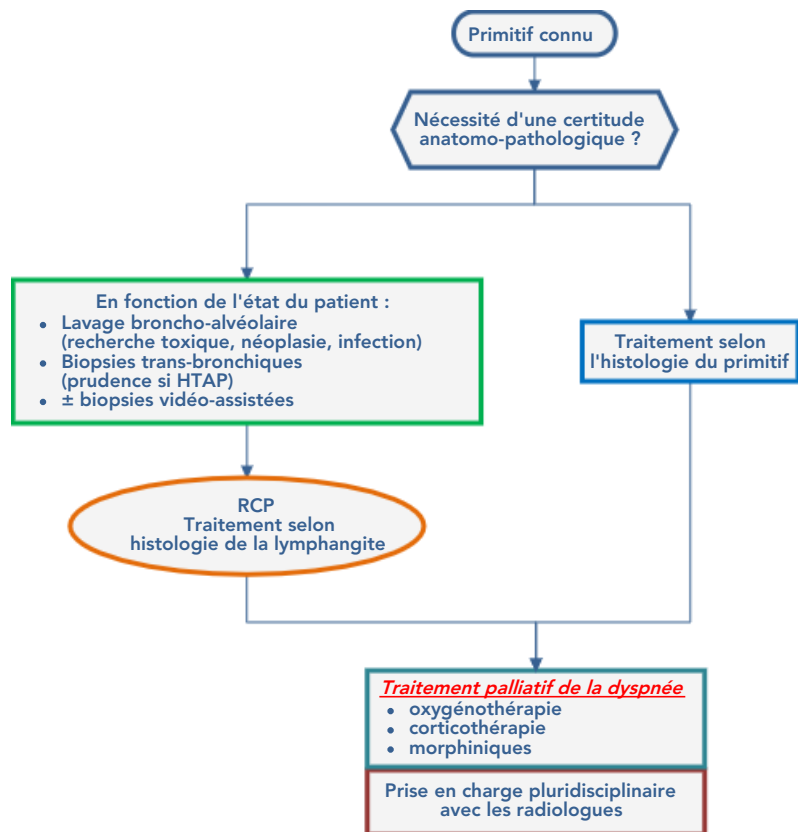 Primitif connu
Nécessité d'une certitude
anatomo-pathologique ?
En fonction de l'état du patient :
• Lavage broncho-alvéolaire
(recherche toxique, néoplasie, infection)
• Biopsies trans-bronchiques
(prudence si HTAP)
• ± biopsies vidéo-assistées
Traitement selon
l'histologie du primitif
RCP
Traitement selon
histologie de la lymphangite
Traitement palliatif de la dyspnée
• oxygénothérapie
• corticothérapie
• morphiniques
Prise en charge pluridisciplinaire
avec les radiologues